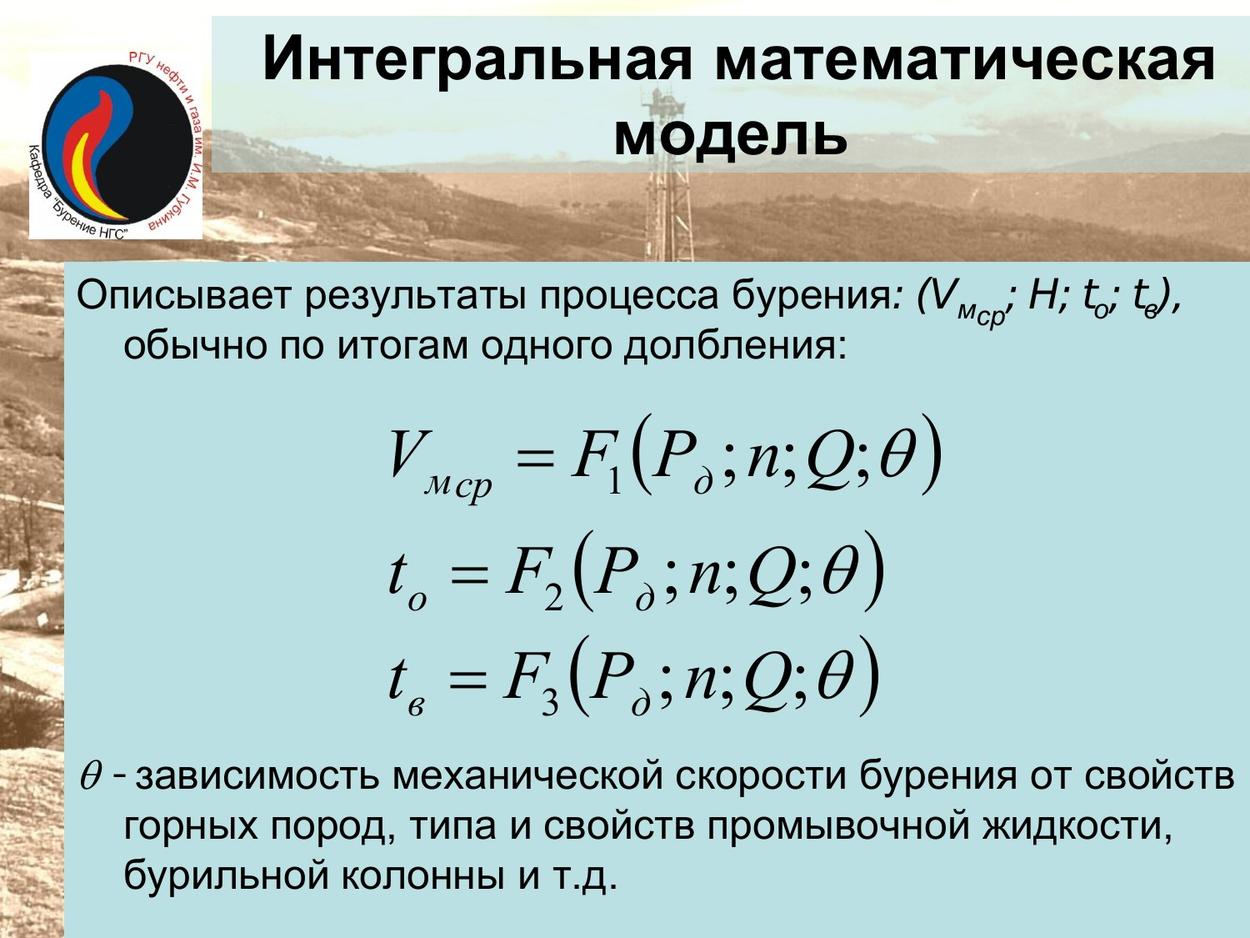 РГУ нефти и газа им. И.М. Губкина
Кафедра "Бурение НГС"
Интегральная математическая
модель
Описывает результаты процесса бурения: (Vмср; H; tо; tв),
обычно по итогам одного долбления:
Vмср = F1(Pд; n; Q; θ)
tо = F2(Pд; n; Q; θ)
tв = F3(Pд; n; Q; θ)
θ - зависимость механической скорости бурения от свойств
горных пород, типа и свойств промывочной жидкости,
бурильной колонны и т.д.